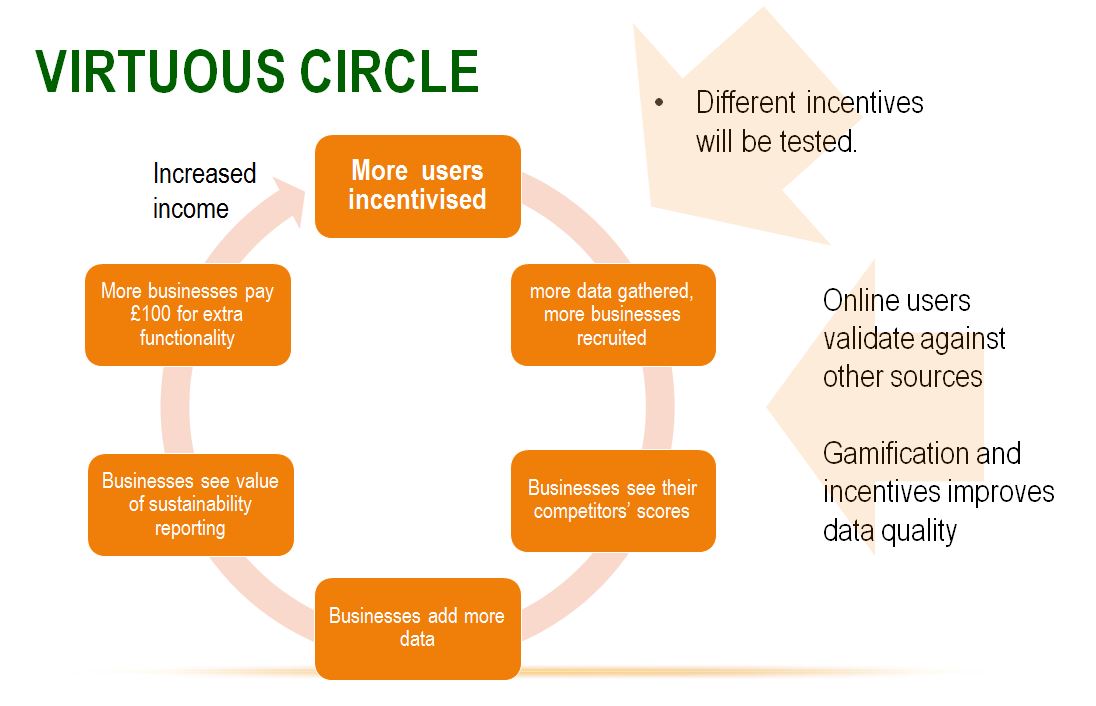 VIRTUOUS CIRCLE
• Different incentives
will be tested.
Increased
income
More users
incentivised
more data gathered,
more businesses
recruited
Businesses see their
competitors’ scores
Businesses add more
data
Businesses see value
of sustainability
reporting
More businesses pay
£100 for extra
functionality
Online users
validate against
other sources
Gamification and
incentives improves
data quality